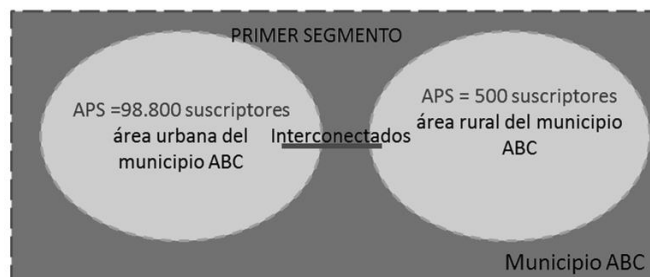 PRIMER SEGMENTO
APS =98.800 suscriptores
área urbana del
municipio ABC
Interconectados
APS = 500 suscriptores
área rural del municipio
ABC
Municipio ABC